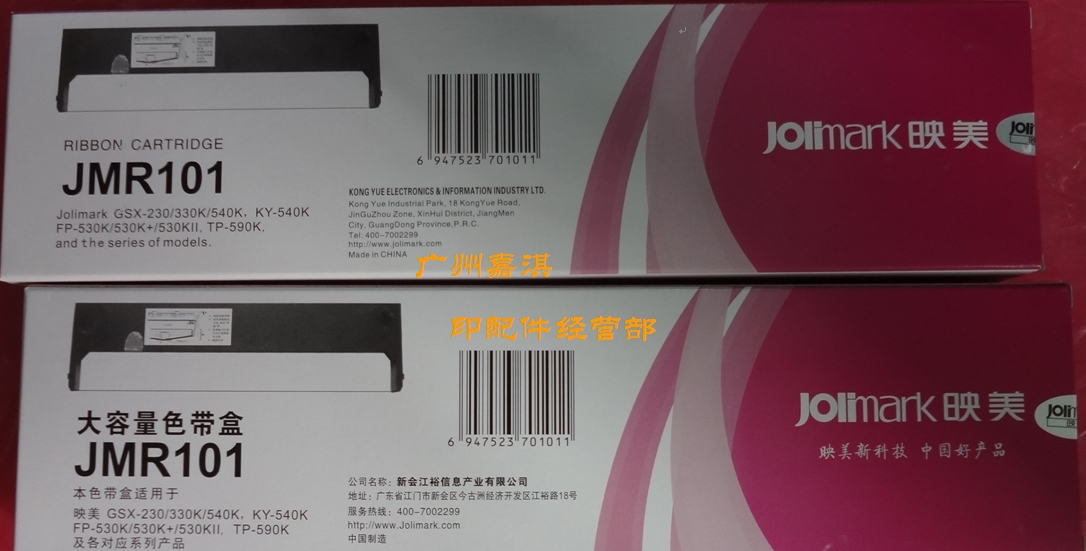 RIBBON CARTRIDGE
JMR101
Jolimark GSX-230/330K/540K, KY-540K
FP-530K/530K+/530KII, TP-590K,
and the series of models.
6 947523 701011
KONG YUE ELECTRONICS & INFORMATION INDUSTRY LTD.
Kong Yue Industrial Park, 18 KongYue Road,
JinGuZhou Zone, XinHui District, JiangMen
City, GuangDong Province,P.R.C.
Tel: 400-7002299
http://www.jolimark.com
Made in CHINA
Jolimark 映美
广州嘉淇
印配件经营部
大容量色带盒
JMR101
本色带盒适用于
映美 GSX-230/330K/540K, KY-540K
FP-530K/530K+/530KII, TP-590K
及各对应系列产品
6 947523 701011
公司名称: 新会江裕信息产业有限公司
地址: 广东省江门市新会区今古洲经济开发区江裕路18号
服务热线: 400-7002299
http://www.Jolimark.com
中国制造
Jolimark 映美
映美新科技 中国好产品